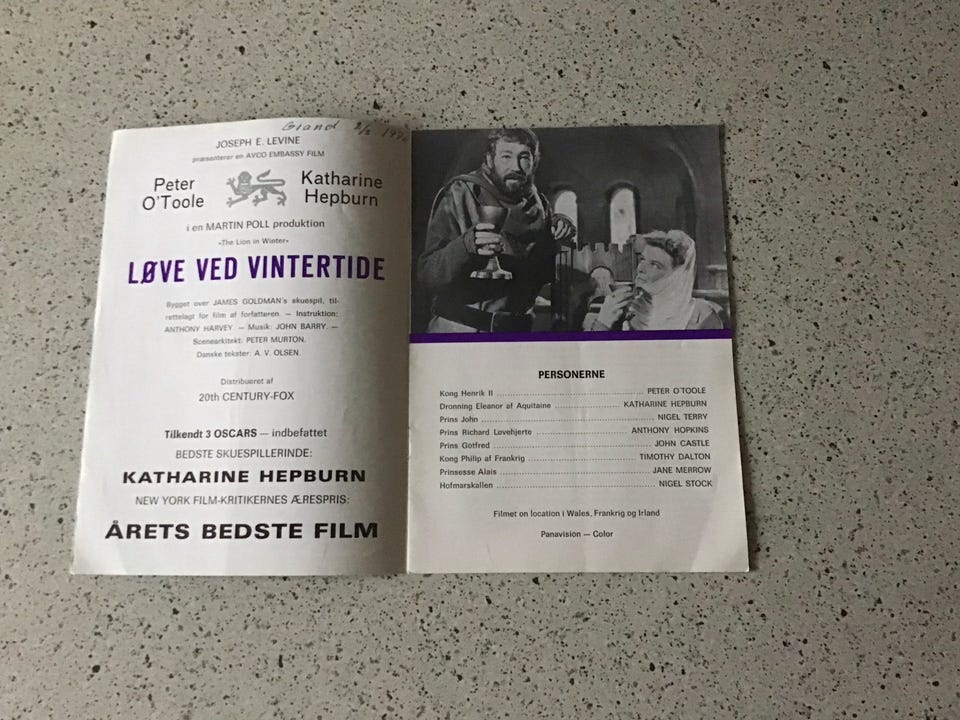 Grand
JOSEPH E. LEVINE
præsenterer en AVCO EMBASSY FILM
Peter
O'Toole
Katharine
Hepburn
i en MARTIN POLL produktion
»The Lion in Winter«
LØVE VED VINTERTIDE
Bygget over JAMES GOLDMAN's skuespil, til-
rettelagt for film af forfatteren. — Instruktion:
ANTHONY HARVEY. — Musik: JOHN BARRY. —
Scenearkitekt: PETER MURTON.
Danske tekster: A. V. OLSEN.
Distribueret af
20th CENTURY-FOX
Tilkendt 3 OSCARS — indbefattet
BEDSTE SKUESPILLERINDE:
KATHARINE HEPBURN
NEW YORK FILM-KRITIKERNES ÆRESPRIS:
ÅRETS BEDSTE FILM
PERSONERNE
Kong Henrik II ........ PETER O'TOOLE
Dronning Eleanor af Aquitaine ........ KATHARINE HEPBURN
Prins John ........ NIGEL TERRY
Prins Richard Løvehjerte ........ ANTHONY HOPKINS
Prins Gotfred ........ JOHN CASTLE
Kong Philip af Frankrig ........ TIMOTHY DALTON
Prinsesse Alais ........ JANE MERROW
Hofmarskallen ........ NIGEL STOCK
Filmet on location i Wales, Frankrig og Irland
Panavision — Color